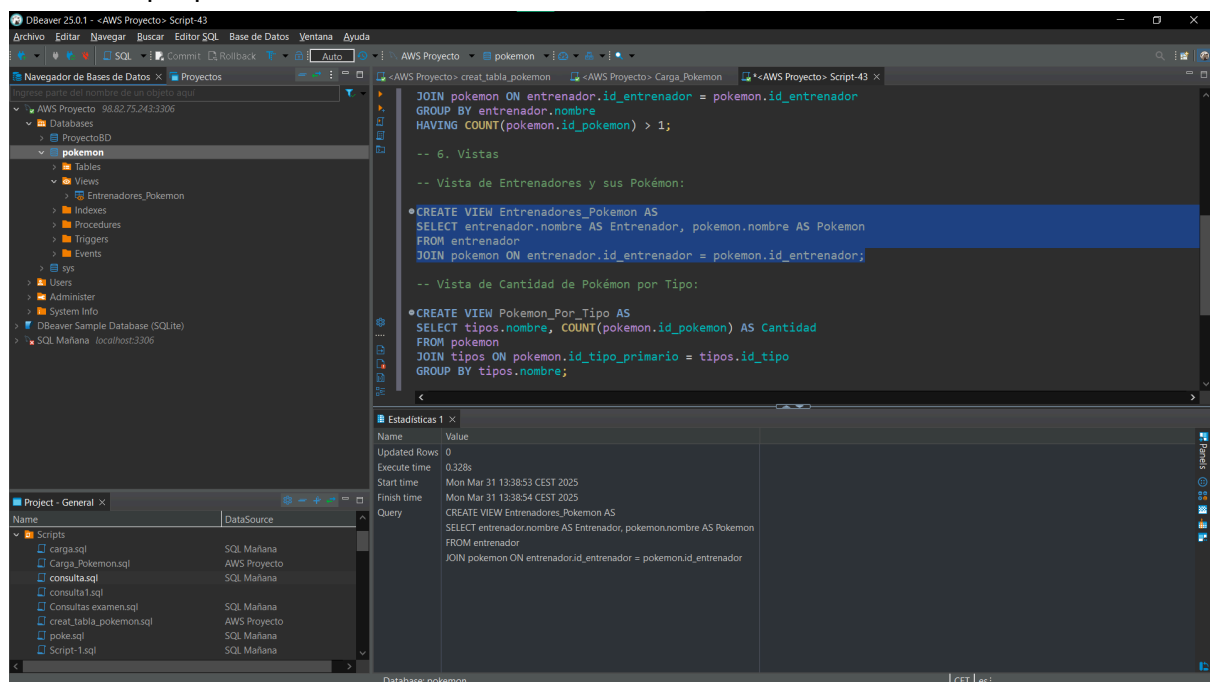 DBeaver 25.0.1 - <AWS Proyecto> Script-43
Archivo Editar Navegar Buscar Editor SQL Base de Datos Ventana Ayuda
SQL Commit Rollback Auto AWS Proyecto pokemon
Navegador de Bases de Datos Proyectos
Ingrese parte del nombre de un objeto aquí
AWS Proyecto 98.82.75.243:3306
Databases
ProyectoBD
pokemon
Tables
Views
Entrenadores_Pokemon
Indexes
Procedures
Triggers
Events
sys
Users
Administer
System Info
DBeaver Sample Database (SQLite)
SQL Mañana localhost:3306
Project - General
Name DataSource
Scripts
carga.sql SQL Mañana
Carga_Pokemon.sql AWS Proyecto
consulta.sql SQL Mañana
consulta1.sql
Consultas examen.sql SQL Mañana
creat_tabla_pokemon.sql AWS Proyecto
poke.sql SQL Mañana
Script-1.sql SQL Mañana
<AWS Proyecto> creat_tabla_pokemon <AWS Proyecto> Carga_Pokemon *<AWS Proyecto> Script-43
JOIN pokemon ON entrenador.id_entrenador = pokemon.id_entrenador
GROUP BY entrenador.nombre
HAVING COUNT(pokemon.id_pokemon) > 1;
-- 6. Vistas
-- Vista de Entrenadores y sus Pokémon:
CREATE VIEW Entrenadores_Pokemon AS
SELECT entrenador.nombre AS Entrenador, pokemon.nombre AS Pokemon
FROM entrenador
JOIN pokemon ON entrenador.id_entrenador = pokemon.id_entrenador;
-- Vista de Cantidad de Pokémon por Tipo:
CREATE VIEW Pokemon_Por_Tipo AS
SELECT tipos.nombre, COUNT(pokemon.id_pokemon) AS Cantidad
FROM pokemon
JOIN tipos ON pokemon.id_tipo_primario = tipos.id_tipo
GROUP BY tipos.nombre;
Estadísticas 1
Name Value
Updated Rows 0
Execute time 0.328s
Start time Mon Mar 31 13:38:53 CEST 2025
Finish time Mon Mar 31 13:38:54 CEST 2025
Query CREATE VIEW Entrenadores_Pokemon AS
SELECT entrenador.nombre AS Entrenador, pokemon.nombre AS Pokemon
FROM entrenador
JOIN pokemon ON entrenador.id_entrenador = pokemon.id_entrenador
Panels
Database: pokemon CET es